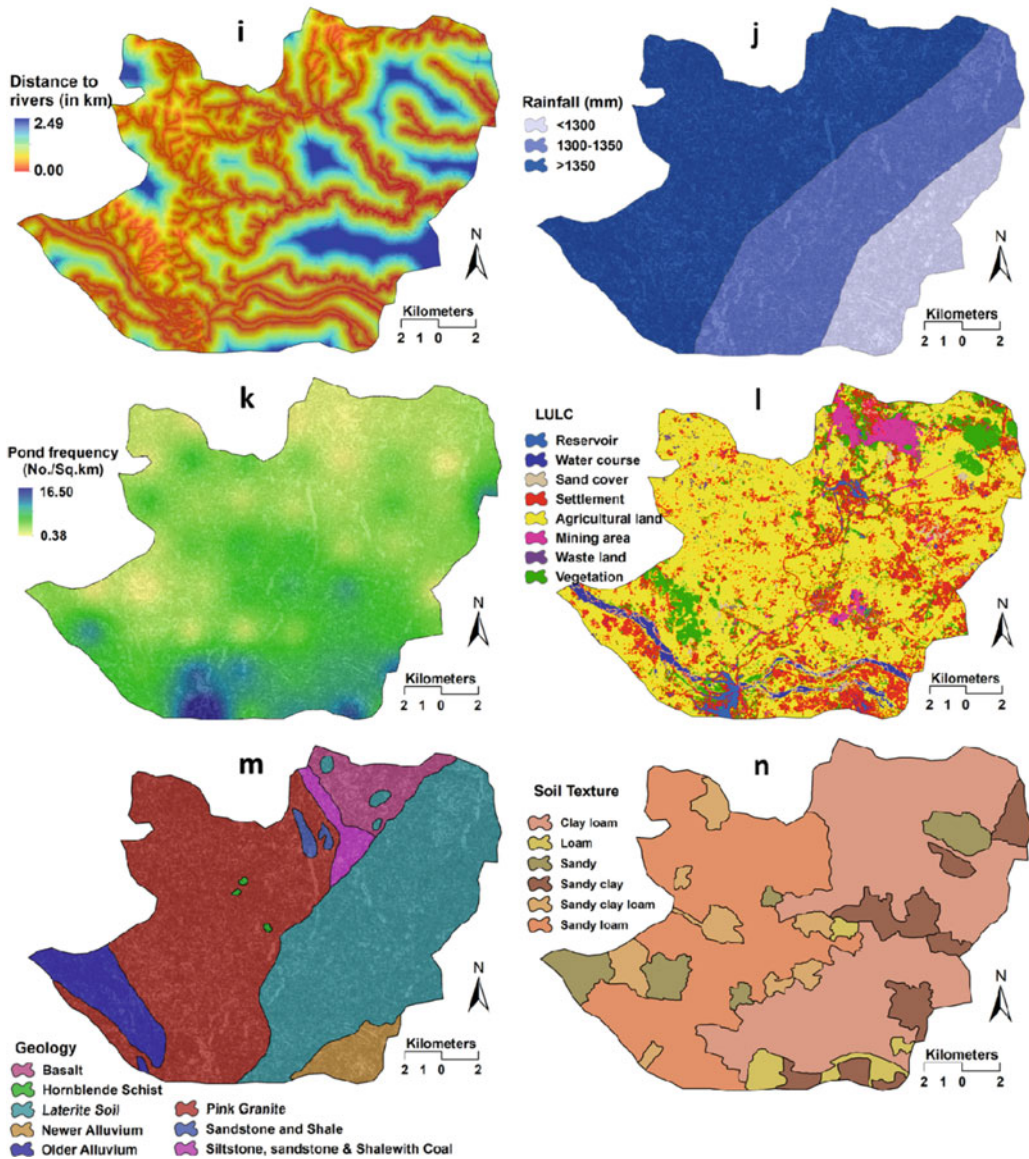 i
Distance to
rivers (in km)
2.49
0.00
N
Kilometers
2 1 0 2
j
Rainfall (mm)
<1300
1300-1350
>1350
N
Kilometers
2 1 0 2
k
Pond frequency
(No./Sq.km)
16.50
0.38
N
Kilometers
2 1 0 2
l
LULC
Reservoir
Water course
Sand cover
Settlement
Agricultural land
Mining area
Waste land
Vegetation
N
Kilometers
2 1 0 2
m
N
Kilometers
2 1 0 2
Geology
Basalt
Hornblende Schist
Laterite Soil
Newer Alluvium
Older Alluvium
Pink Granite
Sandstone and Shale
Siltstone, sandstone & Shalewith Coal
n
Soil Texture
Clay loam
Loam
Sandy
Sandy clay
Sandy clay loam
Sandy loam
N
Kilometers
2 1 0 2